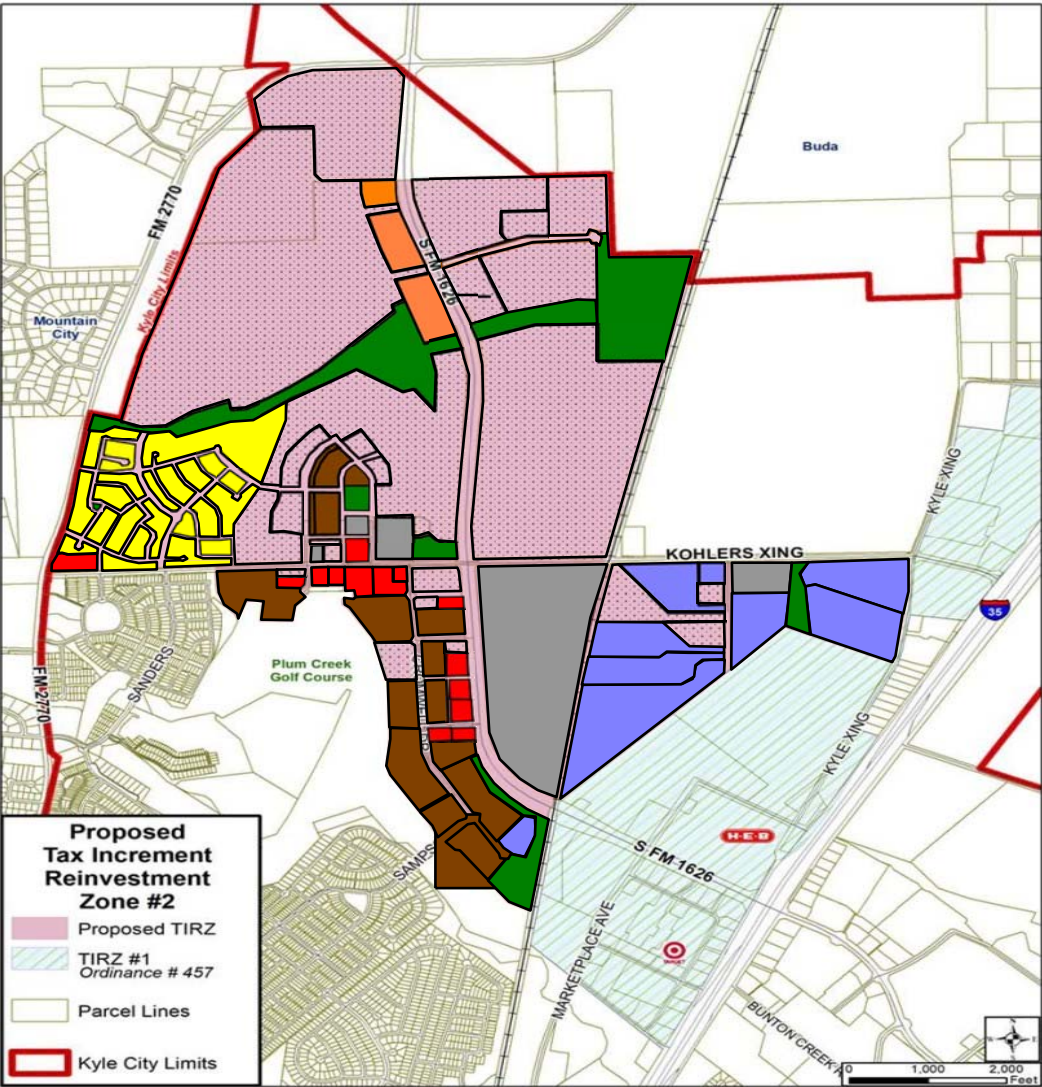 Buda
FM 2770
Kyle City Limits
S FM 1626
Mountain
City
KYLE XING
KOHLERS XING
35
FM 2770
SANDERS
Plum Creek
Golf Course
KYLE XING
H-E-B
S FM 1626
SAMPS
MARKETPLACE AVE
BUNTON CREEK
Proposed
Tax Increment
Reinvestment
Zone #2
Proposed TIRZ
TIRZ #1
Ordinance # 457
Parcel Lines
Kyle City Limits
0 1,000 2,000
Feet